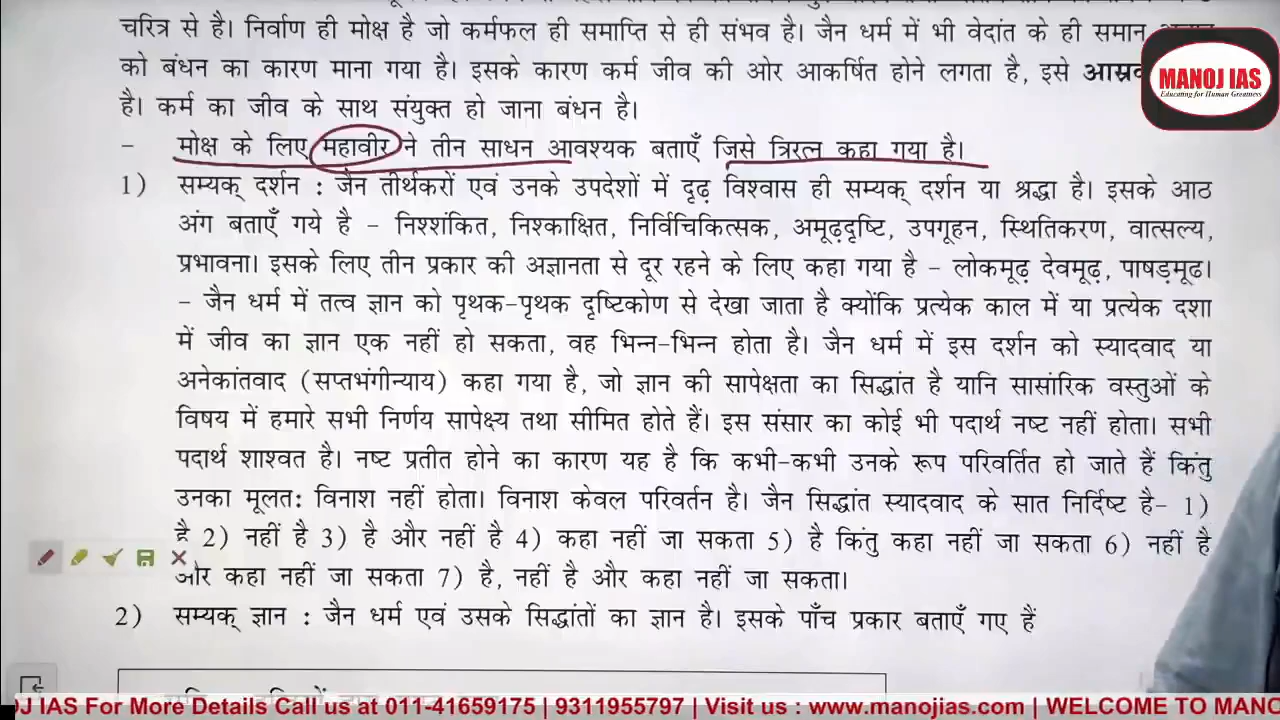 चरित्र से है। निर्वाण ही मोक्ष है जो कर्मफल ही समाप्ति से ही संभव है। जैन धर्म में भी वेदांत के ही समान
को बंधन का कारण माना गया है। इसके कारण कर्म जीव की ओर आकर्षित होने लगता है, इसे आस्रव
है। कर्म का जीव के साथ संयुक्त हो जाना बंधन है।
- मोक्ष के लिए महावीर ने तीन साधन आवश्यक बताएँ जिसे त्रिरत्न कहा गया है।
1) सम्यक् दर्शन : जैन तीर्थकरों एवं उनके उपदेशों में दृढ़ विश्वास ही सम्यक् दर्शन या श्रद्धा है। इसके आठ
अंग बताएँ गये है - निश्शंकित, निश्काक्षित, निर्विचिकित्सक, अमूढ़दृष्टि, उपगूहन, स्थितिकरण, वात्सल्य,
प्रभावना। इसके लिए तीन प्रकार की अज्ञानता से दूर रहने के लिए कहा गया है - लोकमूढ़ देवमूढ़, पाषड़मूढ़।
- जैन धर्म में तत्व ज्ञान को पृथक-पृथक दृष्टिकोण से देखा जाता है क्योंकि प्रत्येक काल में या प्रत्येक दशा
में जीव का ज्ञान एक नहीं हो सकता, वह भिन्न-भिन्न होता है। जैन धर्म में इस दर्शन को स्यादवाद या
अनेकांतवाद (सप्तभंगीन्याय) कहा गया है, जो ज्ञान की सापेक्षता का सिद्धांत है यानि सासांरिक वस्तुओं के
विषय में हमारे सभी निर्णय सापेक्ष्य तथा सीमित होते हैं। इस संसार का कोई भी पदार्थ नष्ट नहीं होता। सभी
पदार्थ शाश्वत है। नष्ट प्रतीत होने का कारण यह है कि कभी-कभी उनके रूप परिवर्तित हो जाते हैं किंतु
उनका मूलत: विनाश नहीं होता। विनाश केवल परिवर्तन है। जैन सिद्धांत स्यादवाद के सात निर्दिष्ट है- 1)
है 2) नहीं है 3) है और नहीं है 4) कहा नहीं जा सकता 5) है किंतु कहा नहीं जा सकता 6) नहीं है
और कहा नहीं जा सकता 7) है, नहीं है और कहा नहीं जा सकता।
2) सम्यक् ज्ञान : जैन धर्म एवं उसके सिद्धांतों का ज्ञान है। इसके पाँच प्रकार बताएँ गए हैं
MANOJ IAS
Educating for Human Greatness
OJ IAS For More Details Call us at 011-41659175 | 9311955797 | Visit us : www.manojias.com | WELCOME TO MANO